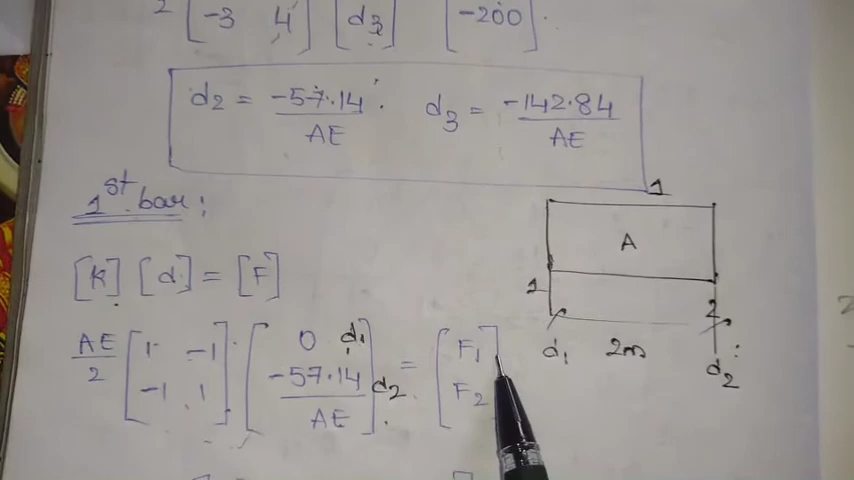 2 [-3 4] [d3] [-200]
d2 = -57.14/AE . d3 = -142.84/AE
1st bar :
[K] [d] = [F]
AE/2 [1 -1; -1 1] [0 d1; -57.14/AE d2] = [F1; F2]
1
A
1 2
d1 2m d2